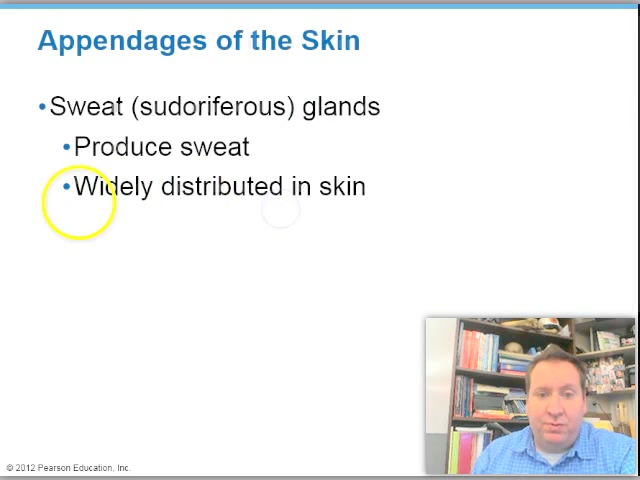 Appendages of the Skin
•Sweat (sudoriferous) glands
•Produce sweat
•Widely distributed in skin
© 2012 Pearson Education, Inc.